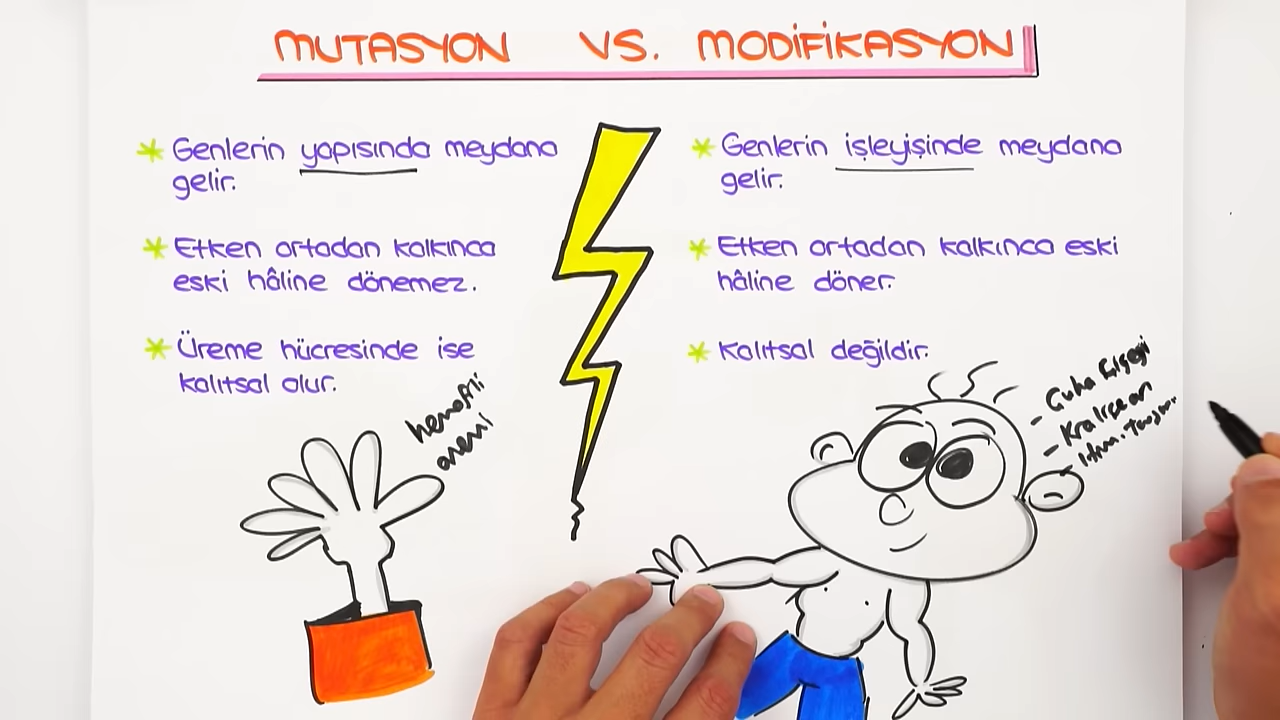 MUTASYON VS. MODİFİKASYON
* Genlerin yapısında meydana
gelir.
* Etken ortadan kalkınca
eski hâline dönemez.
* Üreme hücresinde ise
kalıtsal olur.
hemofili
anemi
* Genlerin işleyişinde meydana
gelir.
* Etken ortadan kalkınca eski
hâline döner.
* Kalıtsal değildir.
- Çuha Çiçeği
- Kraliçe arı